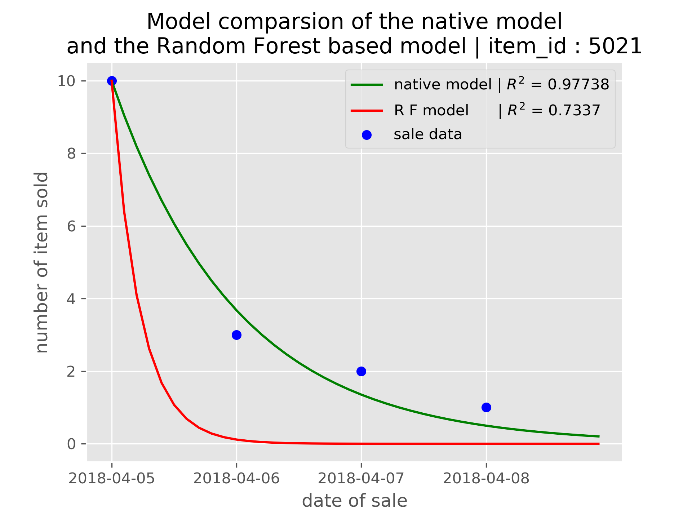 Model comparsion of the native model
and the Random Forest based model | item_id : 5021
native model | R² = 0.97738
R F model | R² = 0.7337
sale data
number of item sold
10
8
6
4
2
0
2018-04-05 2018-04-06 2018-04-07 2018-04-08
date of sale